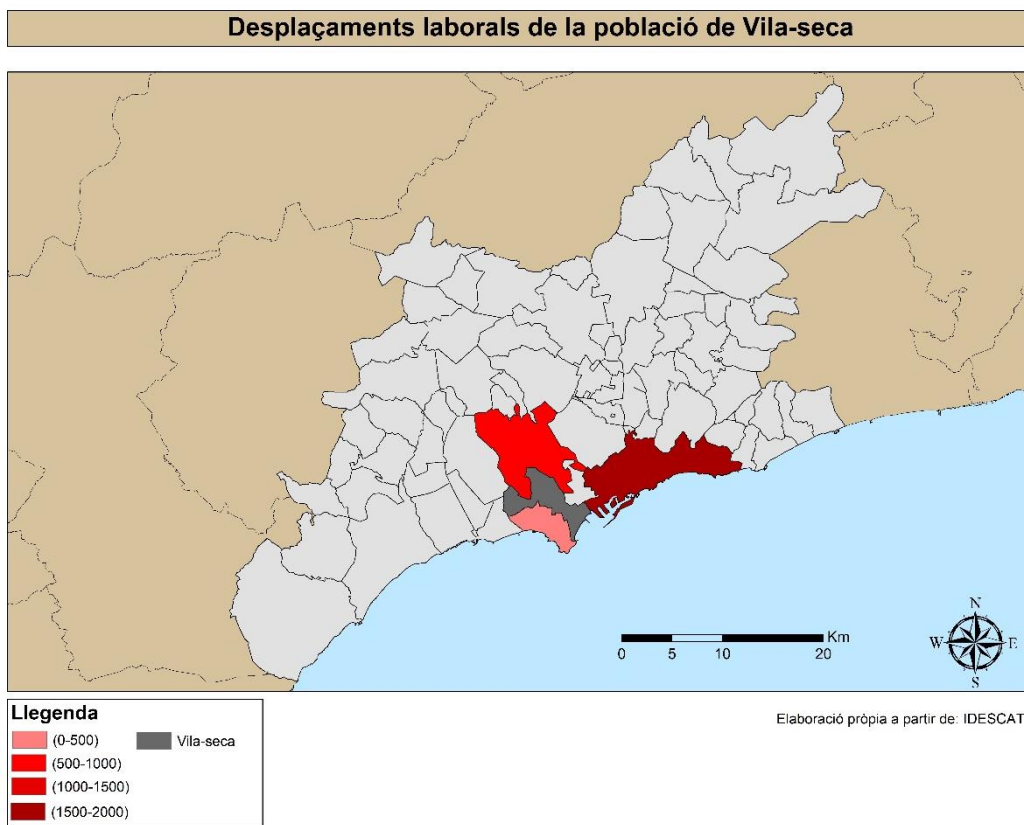 Desplaçaments laborals de la població de Vila-seca
N
W
E
S
Km
0 5 10 20
Llegenda
(0-500)
Vila-seca
(500-1000)
(1000-1500)
(1500-2000)
Elaboració pròpia a partir de: IDESCAT